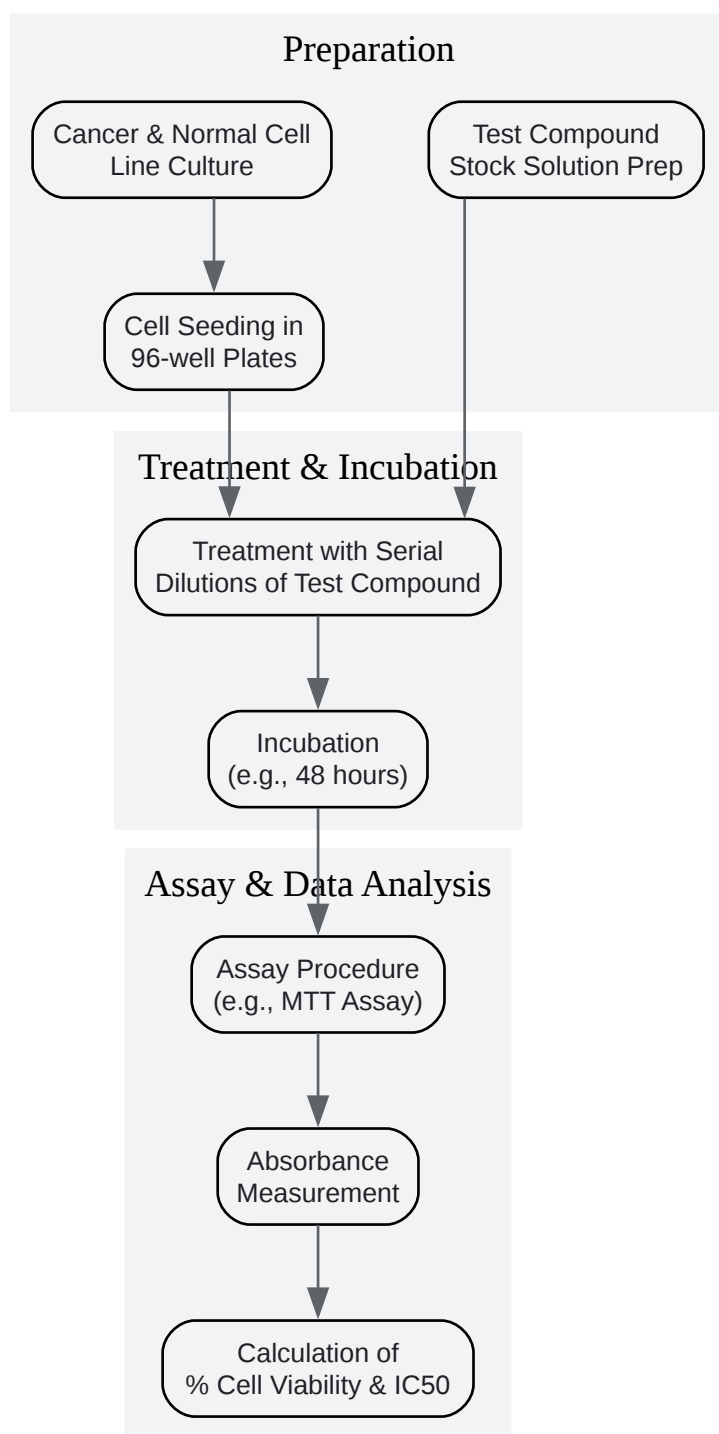 Preparation
Cancer & Normal Cell
Line Culture
Test Compound
Stock Solution Prep
Cell Seeding in
96-well Plates
Treatment & Incubation
Treatment with Serial
Dilutions of Test Compound
Incubation
(e.g., 48 hours)
Assay & Data Analysis
Assay Procedure
(e.g., MTT Assay)
Absorbance
Measurement
Calculation of
% Cell Viability & IC50